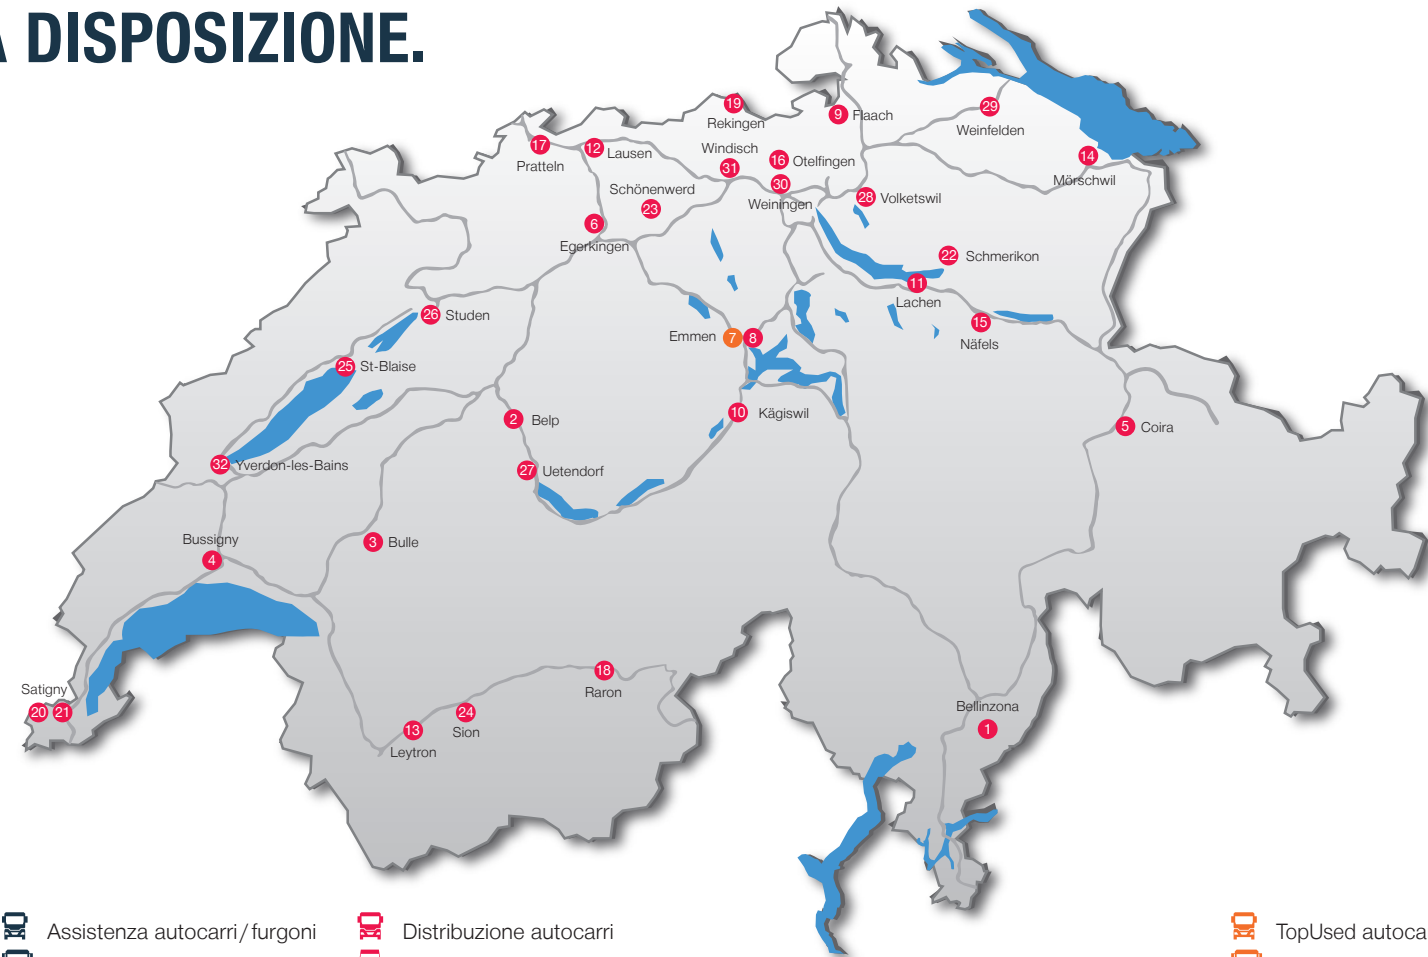 A DISPOSIZIONE.
19
Rekingen
9 Flaach
29
Weinfelden
17
Pratteln
12 Lausen
Windisch
31
16 Otelfingen
14
Mörschwil
30
Weiningen
Schönenwerd
23
28 Volketswil
6
Egerkingen
22 Schmerikon
11
Lachen
26 Studen
15
Näfels
Emmen 7 8
25 St-Blaise
10 Kägiswil
2 Belp
5 Coira
32 Yverdon-les-Bains
27 Uetendorf
Bussigny
4
3 Bulle
18
Raron
Satigny
20 21
24
Sion
13
Leytron
Bellinzona
1
Assistenza autocarri/furgoni
Distribuzione autocarri
TopUsed autoca